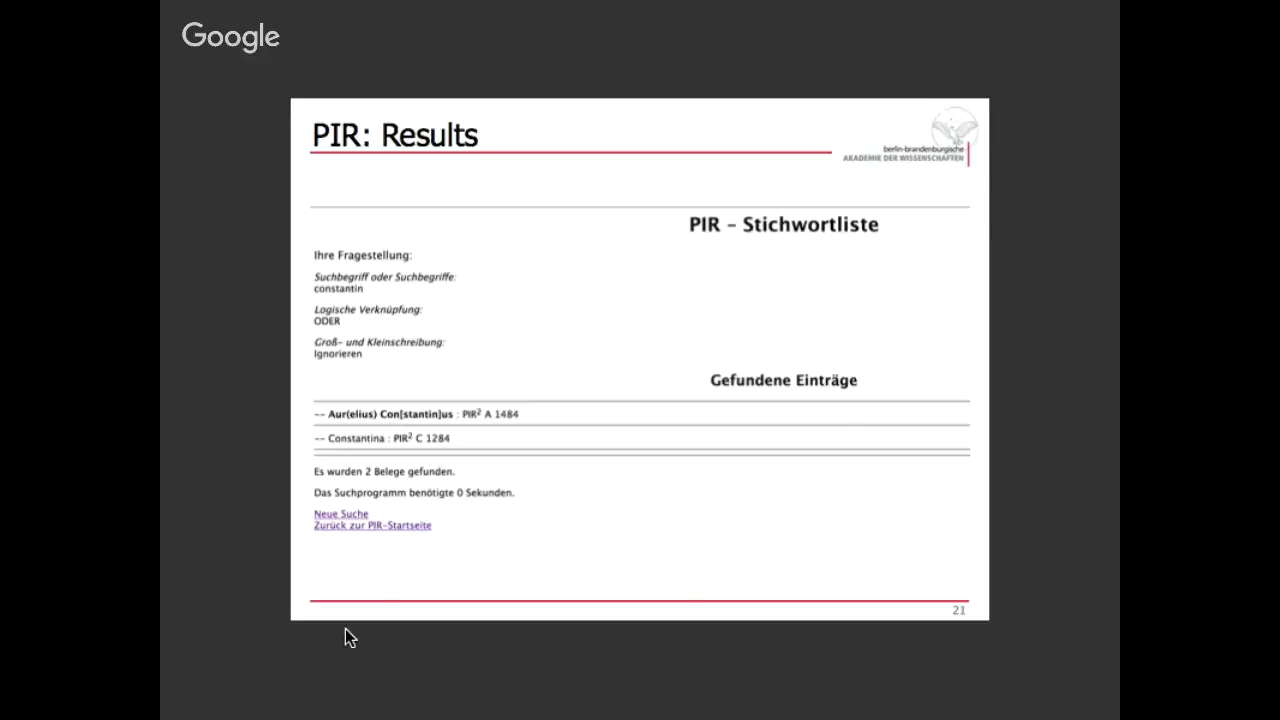 Google
PIR: Results
berlin-brandenburgische
AKADEMIE DER WISSENSCHAFTEN
PIR - Stichwortliste
Ihre Fragestellung:
Suchbegriff oder Suchbegriffe:
constantin
Logische Verknüpfung:
ODER
Groß- und Kleinschreibung:
Ignorieren
Gefundene Einträge
-- Aur(elius) Con[stantin]us : PIR² A 1484
-- Constantina : PIR² C 1284
Es wurden 2 Belege gefunden.
Das Suchprogramm benötigte 0 Sekunden.
Neue Suche
Zurück zur PIR-Startseite
21